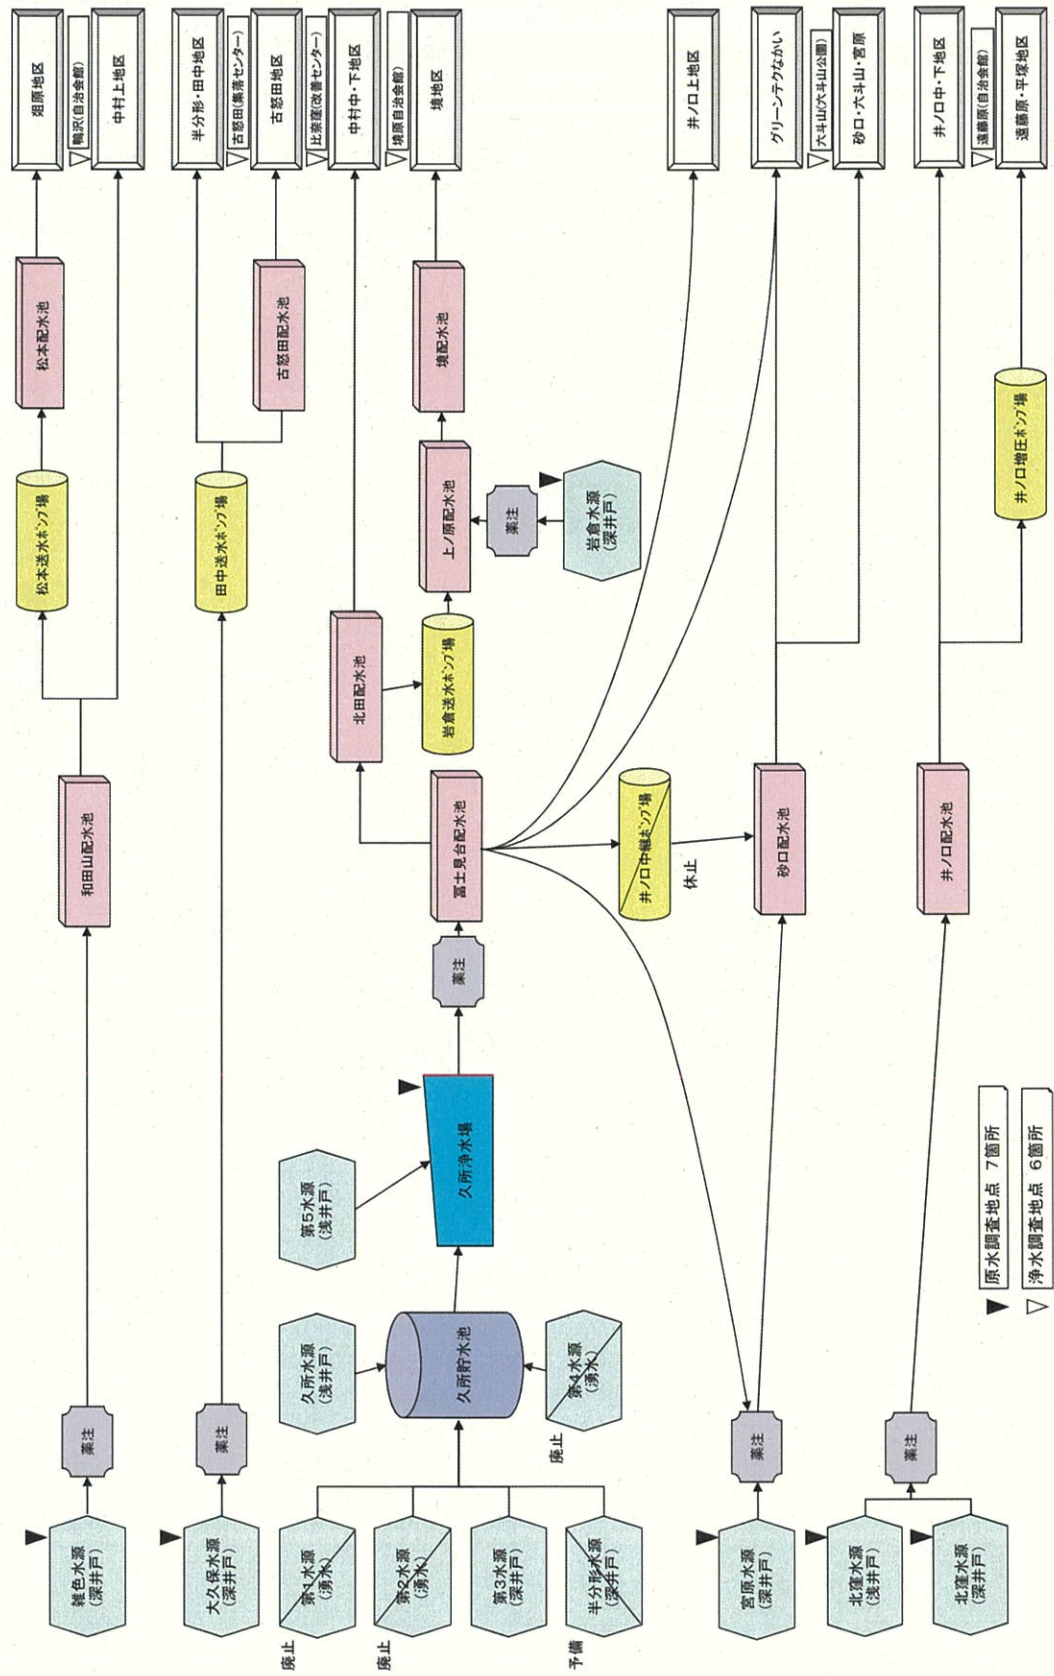 雑色水源
(深井戸)
薬注
和田山配水池
松本送水ポンプ場
松本配水池
畑原地区
鴨沢(自治会館)
中村上地区
大久保水源
(深井戸)
薬注
田中送水ポンプ場
半分形・田中地区
古怒田(集落センター)
古怒田配水池
古怒田地区
比奈窪(改善センター)
廃止
第1水源
(湧水)
廃止
第2水源
(湧水)
第3水源
(深井戸)
予備
半分形水源
(深井戸)
久所水源
(浅井戸)
久所貯水池
廃止
第4水源
(湧水)
第5水源
(浅井戸)
久所浄水場
薬注
富士見台配水池
北田配水池
中村中・下地区
境原自治会館)
岩倉送水ポンプ場
上ノ原配水池
境配水池
境地区
薬注
岩倉水源
(深井戸)
井ノ口上地区
グリーンテクなかい
六斗山(六斗山公園)
砂口・六斗山・宮原
井ノ口中継ポンプ場
休止
宮原水源
(深井戸)
薬注
砂口配水池
北窪水源
(浅井戸)
北窪水源
(深井戸)
薬注
井ノ口配水池
井ノ口中・下地区
遠藤原(自治会館)
井ノ口増圧ポンプ場
遠藤原・平塚地区
原水調査地点 7箇所
浄水調査地点 6箇所